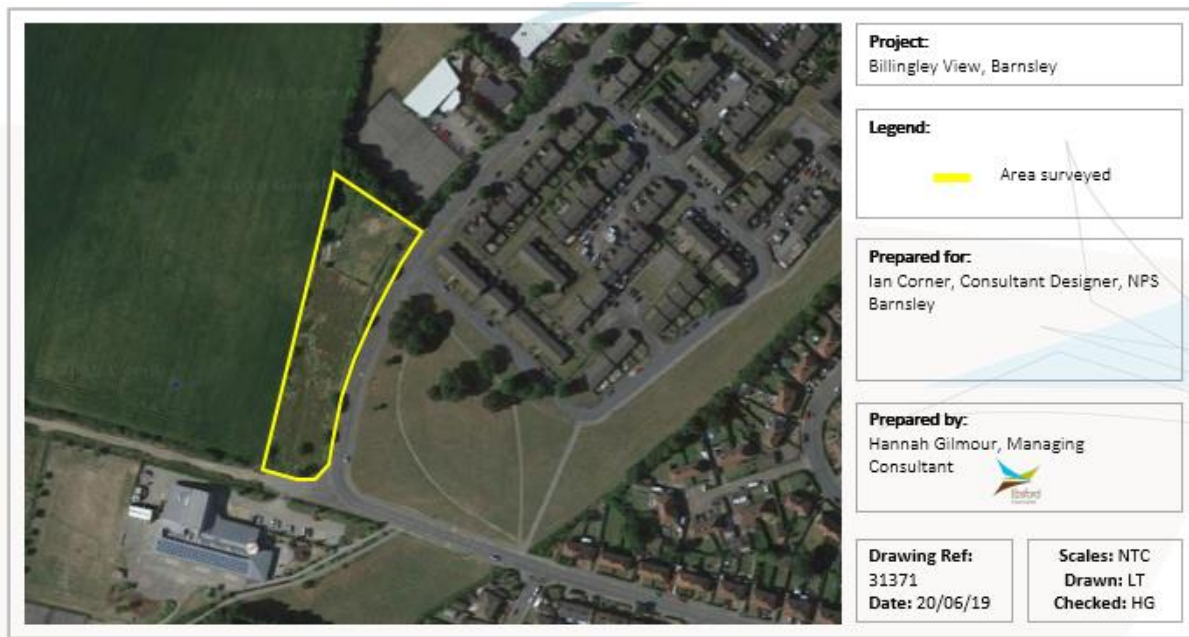 Project:
Billingley View, Barnsley
Legend:
Area surveyed
Prepared for:
Ian Corner, Consultant Designer, NPS
Barnsley
Prepared by:
Hannah Gilmour, Managing
Consultant
Ebsford
Drawing Ref:
31371
Date: 20/06/19
Scales: NTC
Drawn: LT
Checked: HG